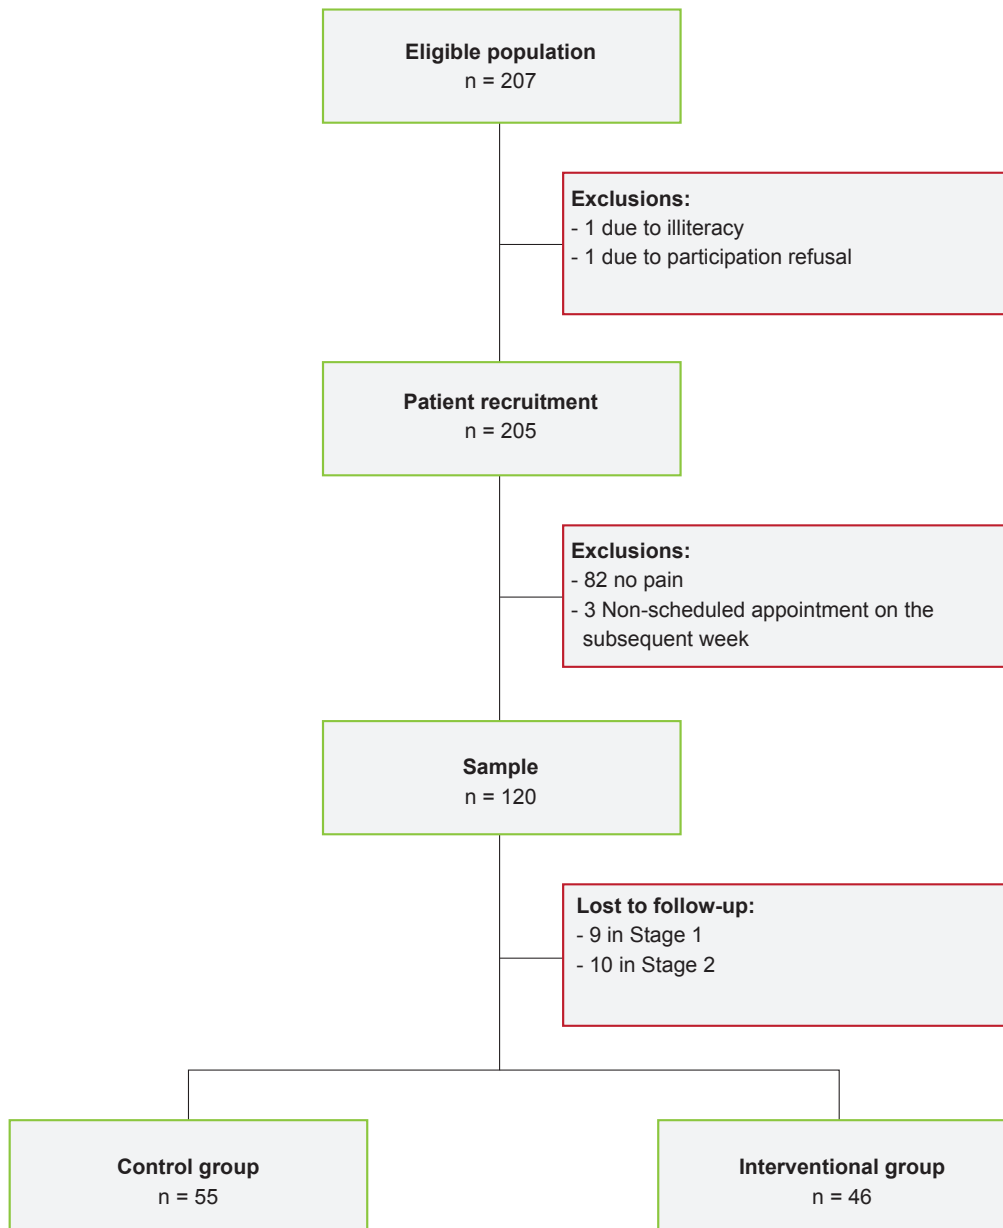 Eligible population
n = 207
Exclusions:
- 1 due to illiteracy
- 1 due to participation refusal
Patient recruitment
n = 205
Exclusions:
- 82 no pain
- 3 Non-scheduled appointment on the
subsequent week
Sample
n = 120
Lost to follow-up:
- 9 in Stage 1
- 10 in Stage 2
Control group
n = 55
Interventional group
n = 46